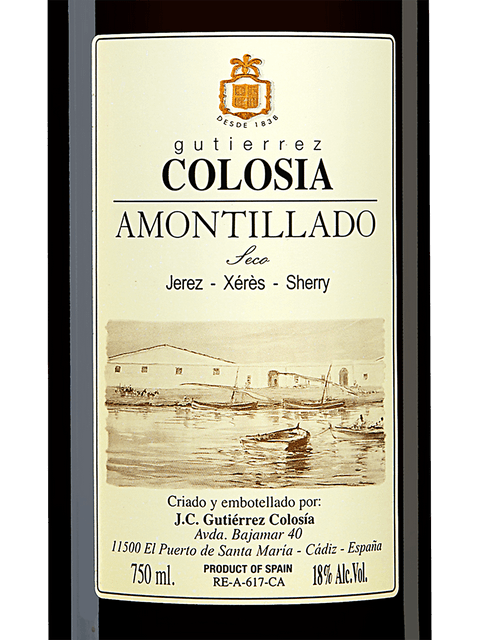 DESDE 1838
gutierrez
COLOSIA
AMONTILLADO
Seco
Jerez - Xérès - Sherry
Criado y embotellado por:
J.C. Gutiérrez Colosía
Avda. Bajamar 40
11500 El Puerto de Santa María - Cádiz - España
750 ml. PRODUCT OF SPAIN 18% Alc.Vol.
RE-A-617-CA